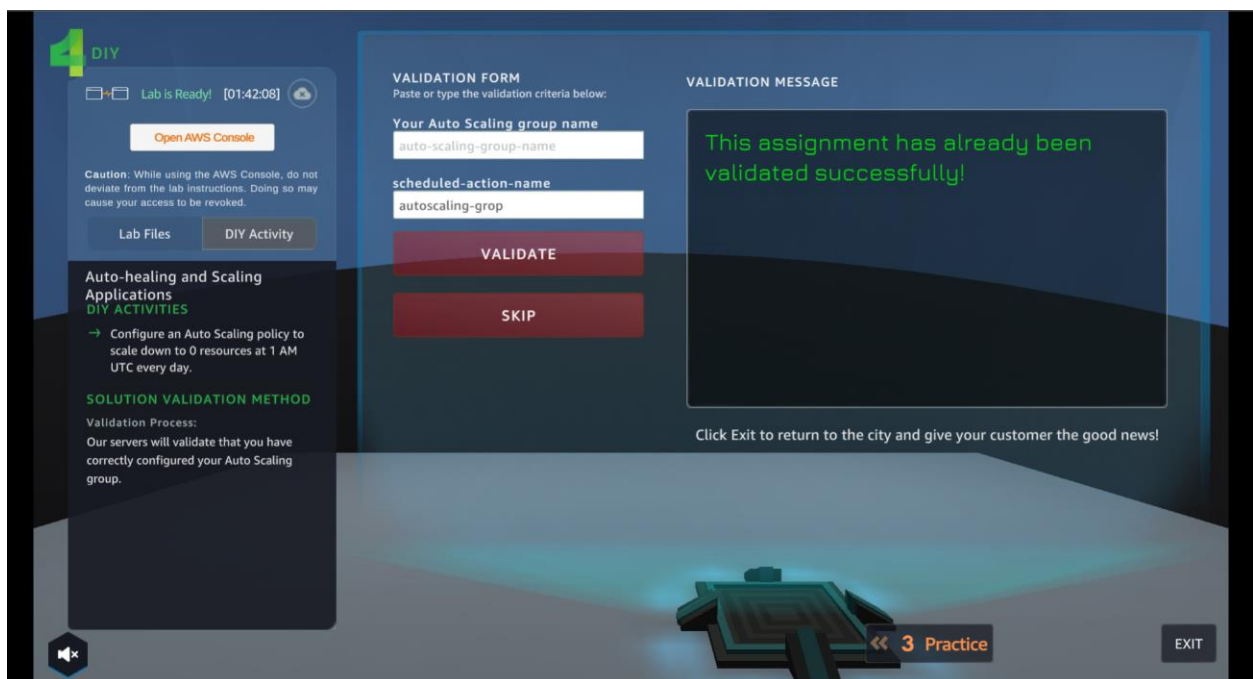 4 DIY
Lab is Ready! [01:42:08]
Open AWS Console
Caution: While using the AWS Console, do not
deviate from the lab instructions. Doing so may
cause your access to be revoked.
Lab Files DIY Activity
Auto-healing and Scaling
Applications
DIY ACTIVITIES
→ Configure an Auto Scaling policy to
scale down to 0 resources at 1 AM
UTC every day.
SOLUTION VALIDATION METHOD
Validation Process:
Our servers will validate that you have
correctly configured your Auto Scaling
group.
VALIDATION FORM
Paste or type the validation criteria below:
Your Auto Scaling group name
auto-scaling-group-name
scheduled-action-name
autoscaling-grop
VALIDATE
SKIP
VALIDATION MESSAGE
This assignment has already been
validated successfully!
Click Exit to return to the city and give your customer the good news!
3 Practice
EXIT